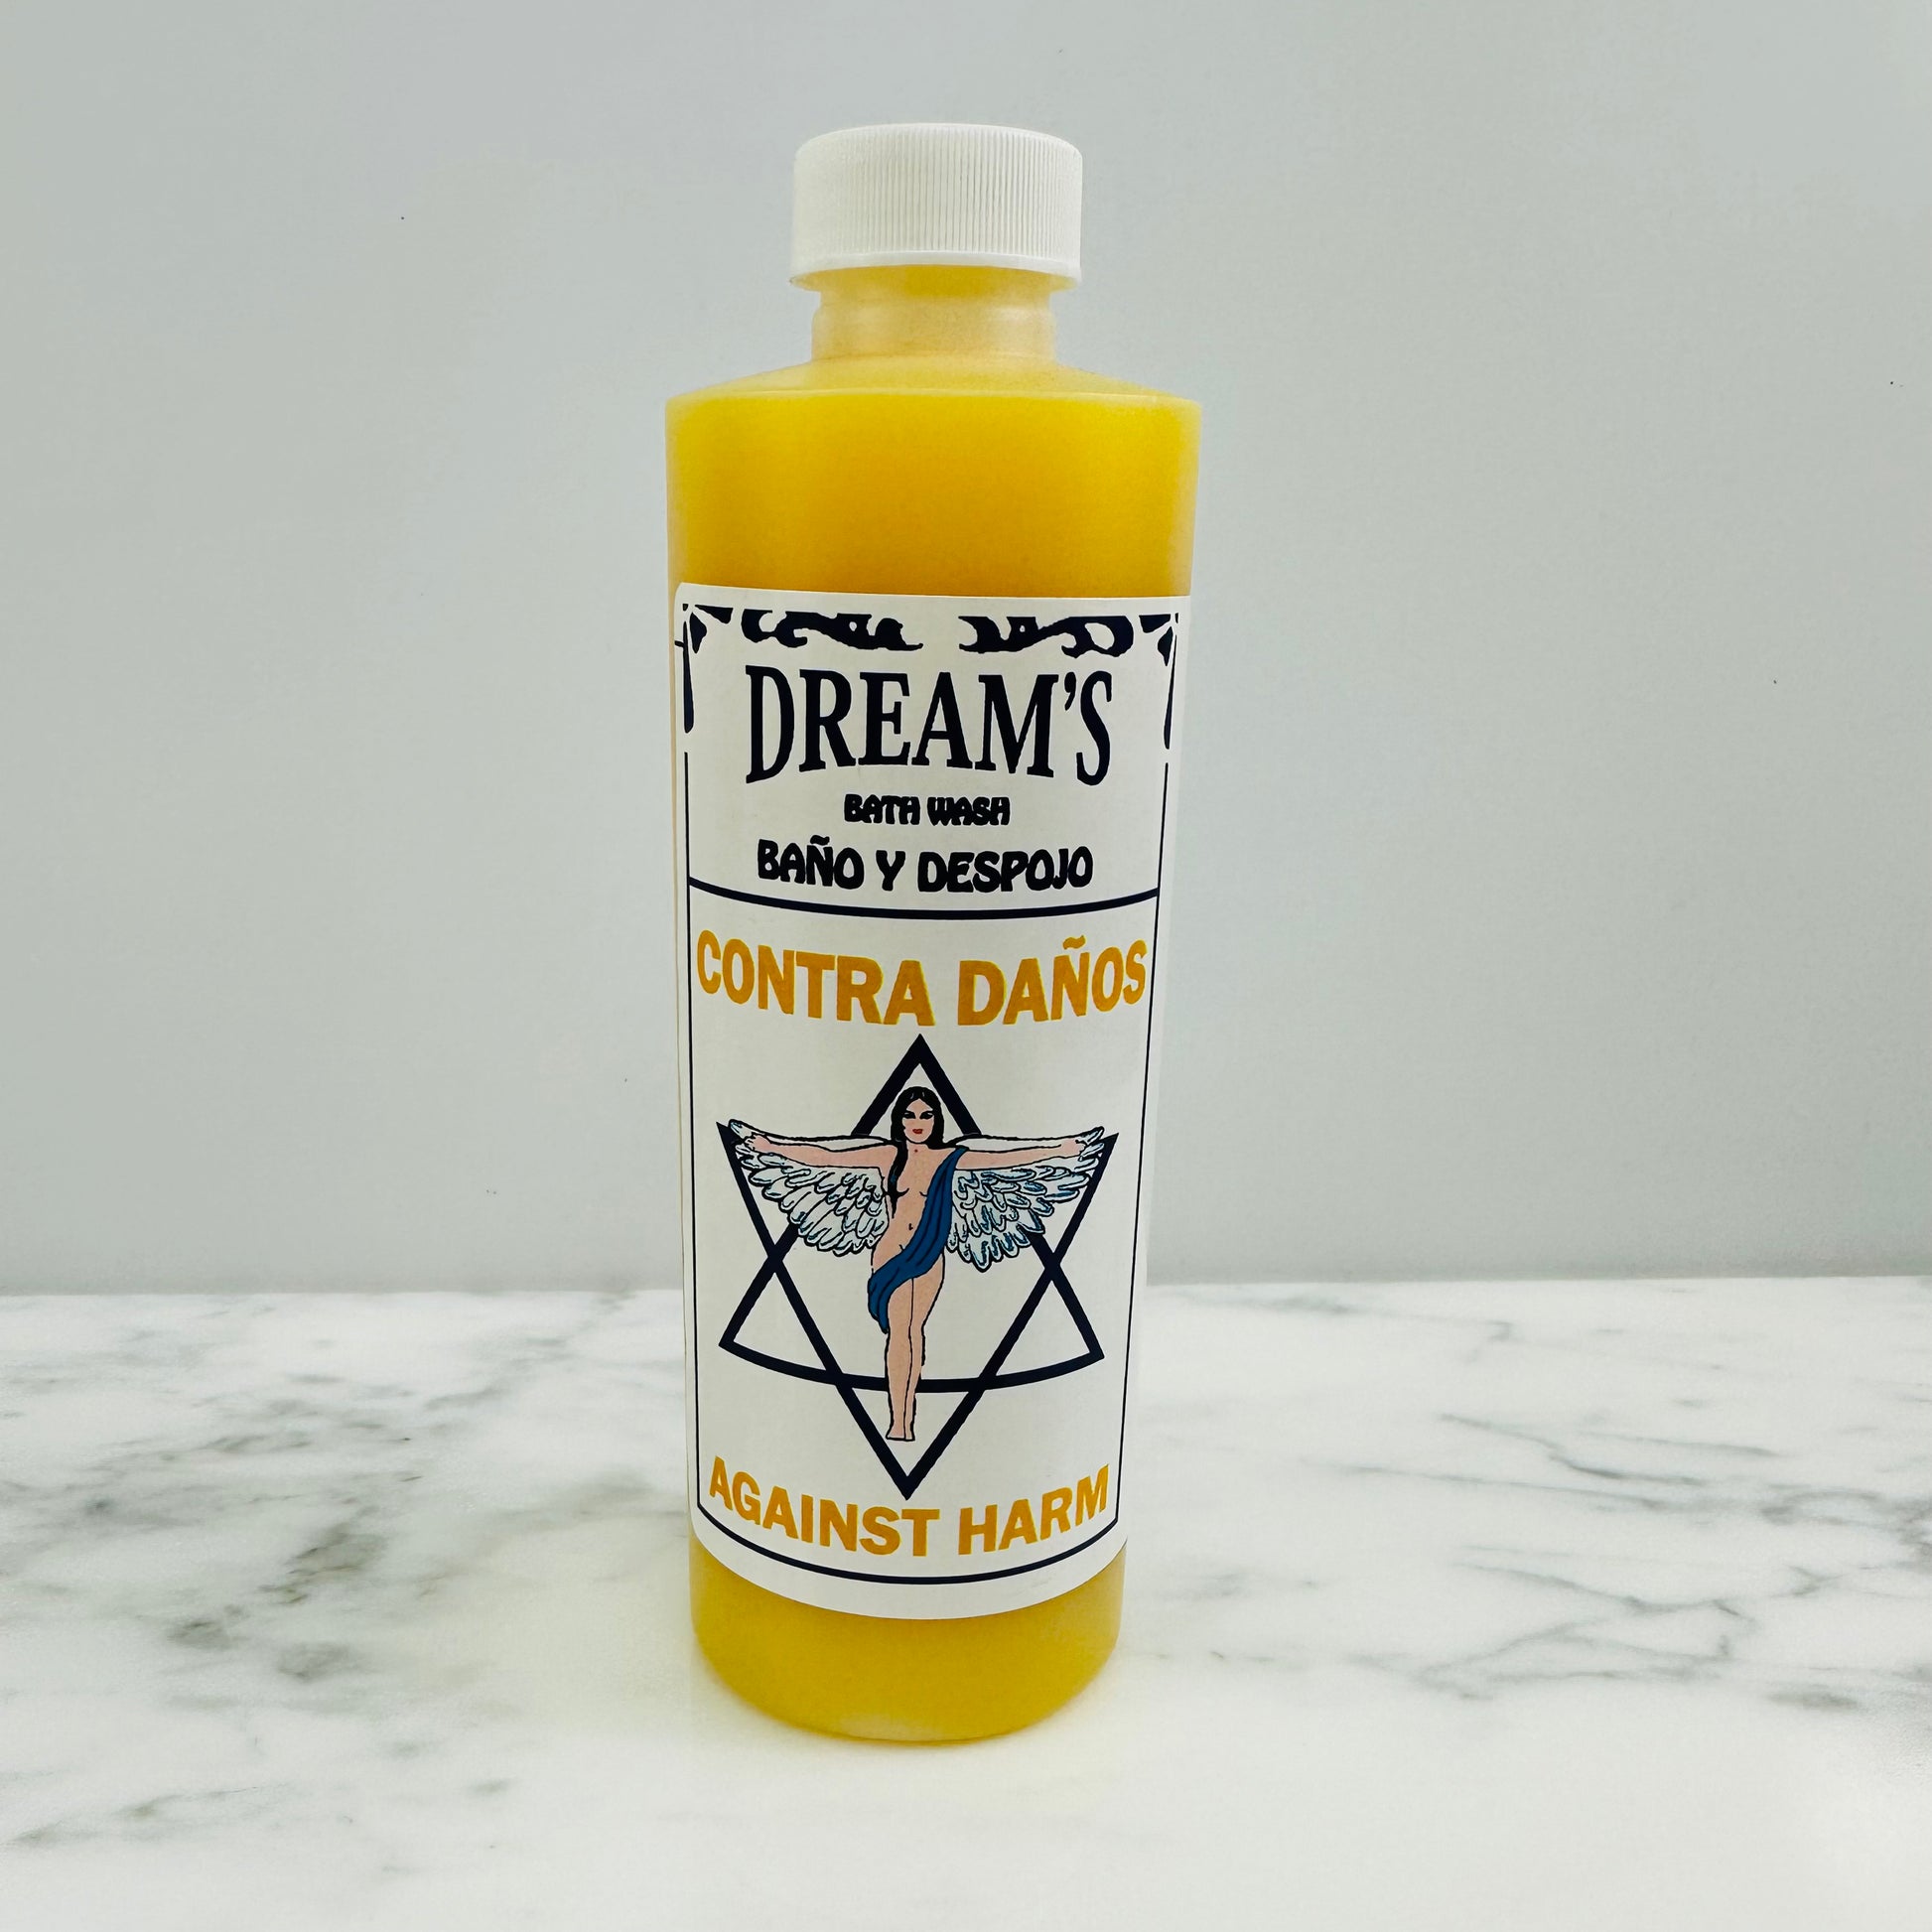 DREAM'S
BATH WASH
BAÑO Y DESPOJO
CONTRA DAÑOS
AGAINST HARM